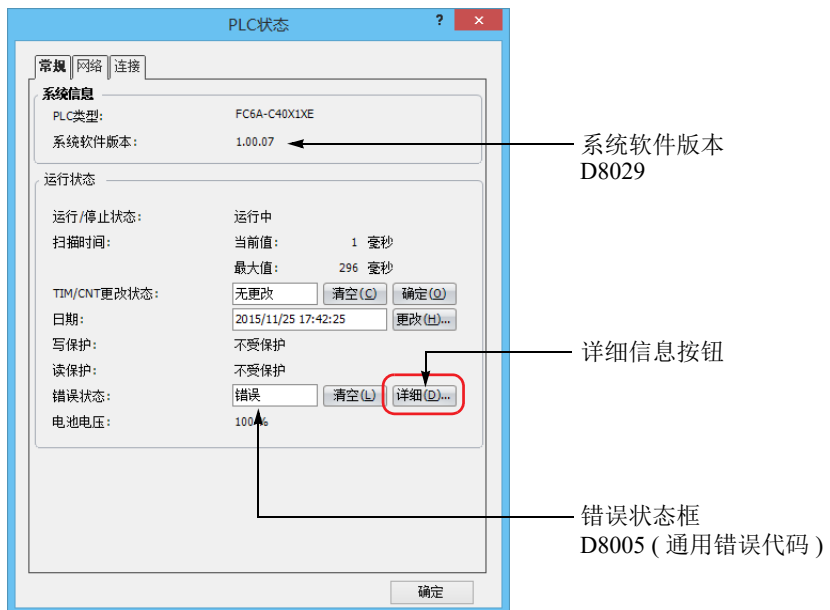 PLC状态
? ×
常规 网络 连接
系统信息
PLC类型: FC6A-C40X1XE
系统软件版本: 1.00.07
系统软件版本
D8029
运行状态
运行/停止状态: 运行中
扫描时间: 当前值: 1 毫秒
最大值: 296 毫秒
TIM/CNT更改状态: 无更改 清空(C) 确定(O)
日期: 2015/11/25 17:42:25 更改(H)...
写保护: 不受保护
详细信息按钮
读保护: 不受保护
错误状态: 错误 清空(L) 详细(D)...
电池电压: 100 %
错误状态框
D8005 ( 通用错误代码 )
确定